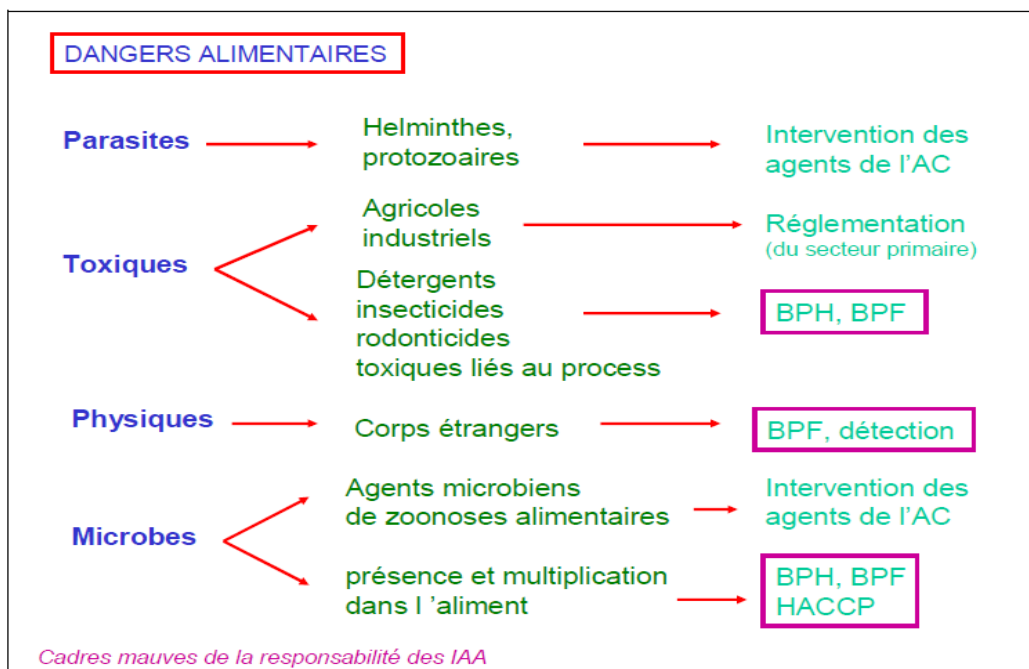 DANGERS ALIMENTAIRES
Parasites
Helminthes,
protozoaires
Intervention des
agents de l'AC
Toxiques
Agricoles
industriels
Réglementation
(du secteur primaire)
Détergents
insecticides
rodonticides
toxiques liés au process
BPH, BPF
Physiques
Corps étrangers
BPF, détection
Microbes
Agents microbiens
de zoonoses alimentaires
Intervention des
agents de l'AC
présence et multiplication
dans l 'aliment
BPH, BPF
HACCP
Cadres mauves de la responsabilité des IAA